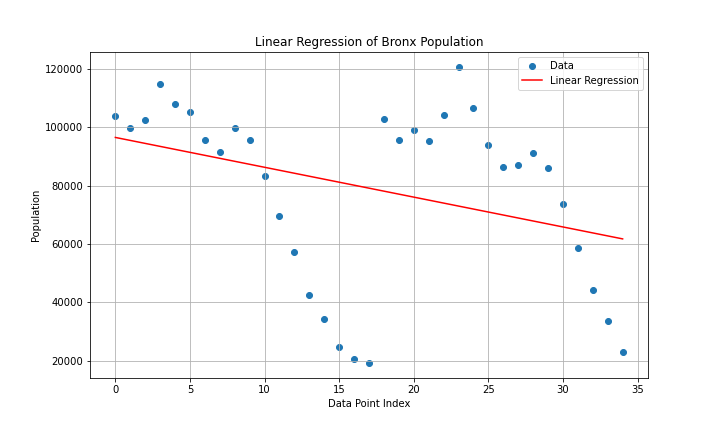 Linear Regression of Bronx Population
Data
Linear Regression
Population
120000
100000
80000
60000
40000
20000
0 5 10 15 20 25 30 35
Data Point Index